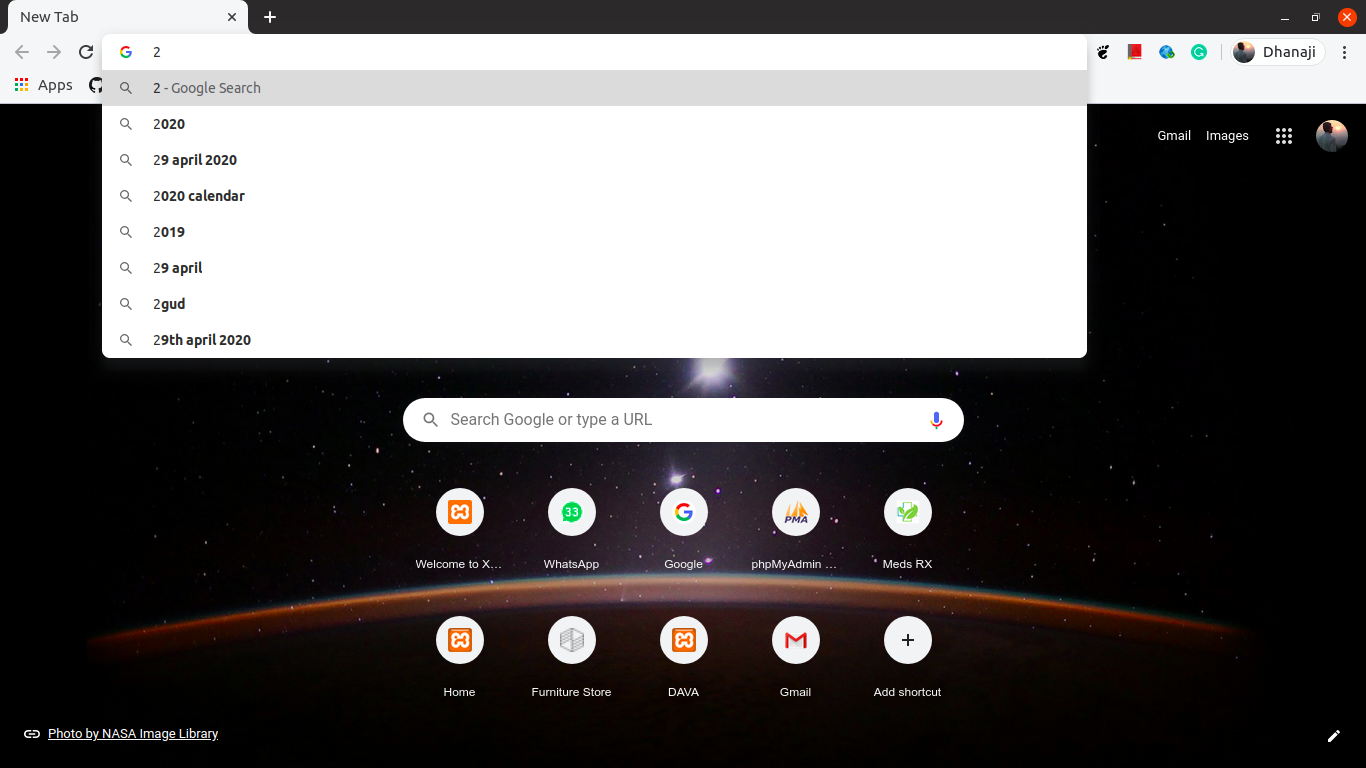 New Tab
2
Dhanaji
Apps
2 - Google Search
2020
29 april 2020
2020 calendar
2019
29 april
2gud
29th april 2020
Gmail
Images
Search Google or type a URL
33
PMA
Welcome to X...
WhatsApp
Google
phpMyAdmin ...
Meds RX
Home
Furniture Store
DAVA
Gmail
Add shortcut
Photo by NASA Image Library